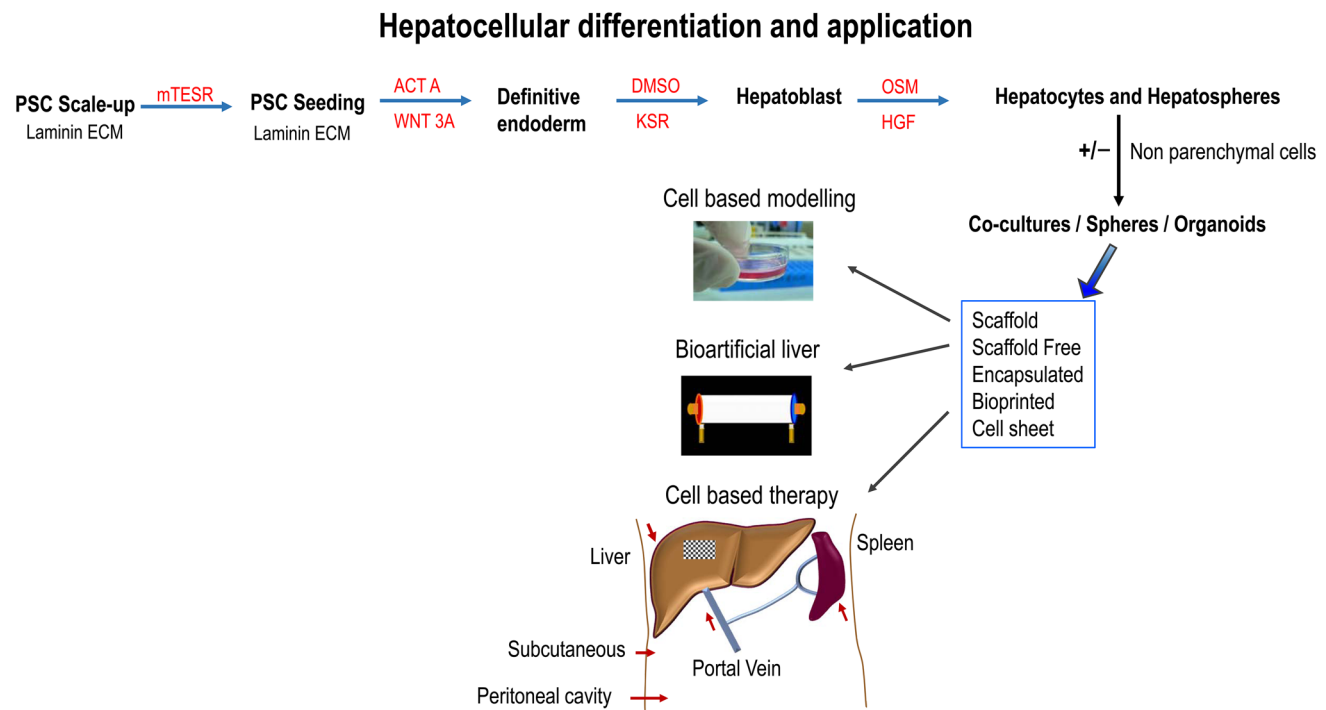 Hepatocellular differentiation and application
PSC Scale-up
Laminin ECM
mTESR
PSC Seeding
Laminin ECM
ACT A
WNT 3A
Definitive
endoderm
DMSO
KSR
Hepatoblast
OSM
HGF
Hepatocytes and Hepatospheres
+/− Non parenchymal cells
Co-cultures / Spheres / Organoids
Scaffold
Scaffold Free
Encapsulated
Bioprinted
Cell sheet
Cell based modelling
Bioartificial liver
Cell based therapy
Liver
Spleen
Subcutaneous
Portal Vein
Peritoneal cavity